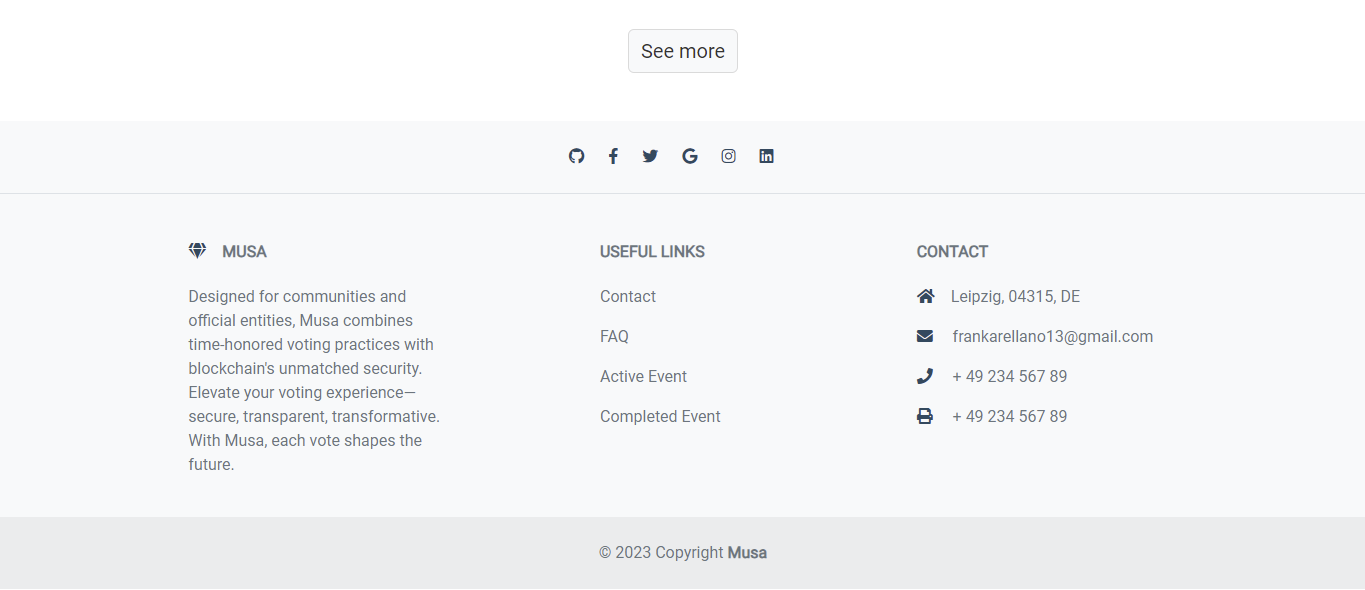 See more
MUSA
Designed for communities and
official entities, Musa combines
time-honored voting practices with
blockchain's unmatched security.
Elevate your voting experience—
secure, transparent, transformative.
With Musa, each vote shapes the
future.
USEFUL LINKS
Contact
FAQ
Active Event
Completed Event
CONTACT
Leipzig, 04315, DE
frankarellano13@gmail.com
+ 49 234 567 89
+ 49 234 567 89
© 2023 Copyright Musa